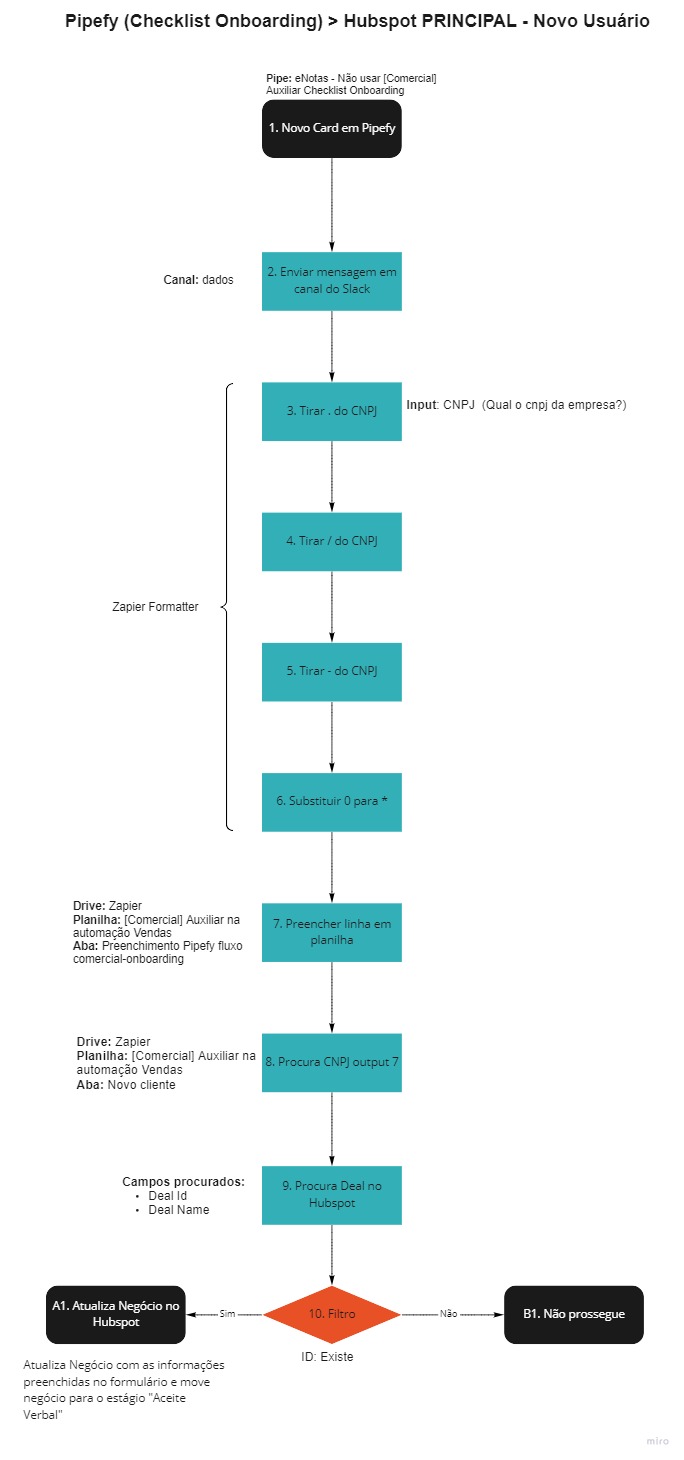 Pipefy (Checklist Onboarding) > Hubspot PRINCIPAL - Novo Usuário
Pipe: eNotas - Não usar [Comercial]
Auxiliar Checklist Onboarding
1. Novo Card em Pipefy
Canal: dados
2. Enviar mensagem em
canal do Slack
3. Tirar . do CNPJ
Input: CNPJ  (Qual o cnpj da empresa?)
4. Tirar / do CNPJ
Zapier Formatter
5. Tirar - do CNPJ
6. Substituir 0 para *
Drive: Zapier
Planilha: [Comercial] Auxiliar na
automação Vendas
Aba: Preenchimento Pipefy fluxo
comercial-onboarding
7. Preencher linha em
planilha
Drive: Zapier
Planilha: [Comercial] Auxiliar na
automação Vendas
Aba: Novo cliente
8. Procura CNPJ output 7
Campos procurados:
• Deal Id
• Deal Name
9. Procura Deal no
Hubspot
A1. Atualiza Negócio no
Hubspot
Sim
10. Filtro
Não
B1. Não prossegue
ID: Existe
Atualiza Negócio com as informações
preenchidas no formulário e move
negócio para o estágio "Aceite
Verbal"
miro